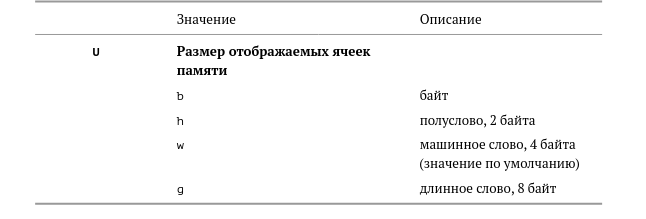 Значение Описание
U Размер отображаемых ячеек
памяти
b байт
h полуслово, 2 байта
w машинное слово, 4 байта
(значение по умолчанию)
g длинное слово, 8 байт